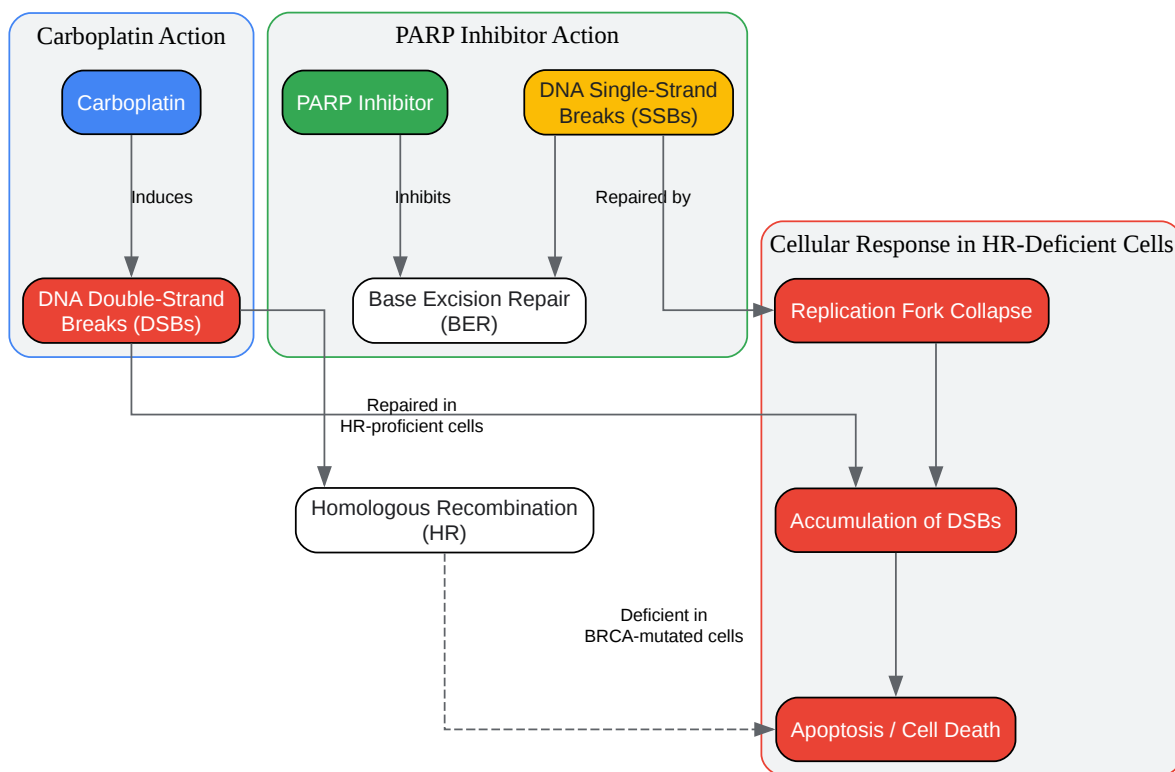 Carboplatin Action
PARP Inhibitor Action
Carboplatin
PARP Inhibitor
DNA Single-Strand
Breaks (SSBs)
Induces
Inhibits
Repaired by
Cellular Response in HR-Deficient Cells
DNA Double-Strand
Breaks (DSBs)
Base Excision Repair
(BER)
Replication Fork Collapse
Repaired in
HR-proficient cells
Homologous Recombination
(HR)
Accumulation of DSBs
Deficient in
BRCA-mutated cells
Apoptosis / Cell Death